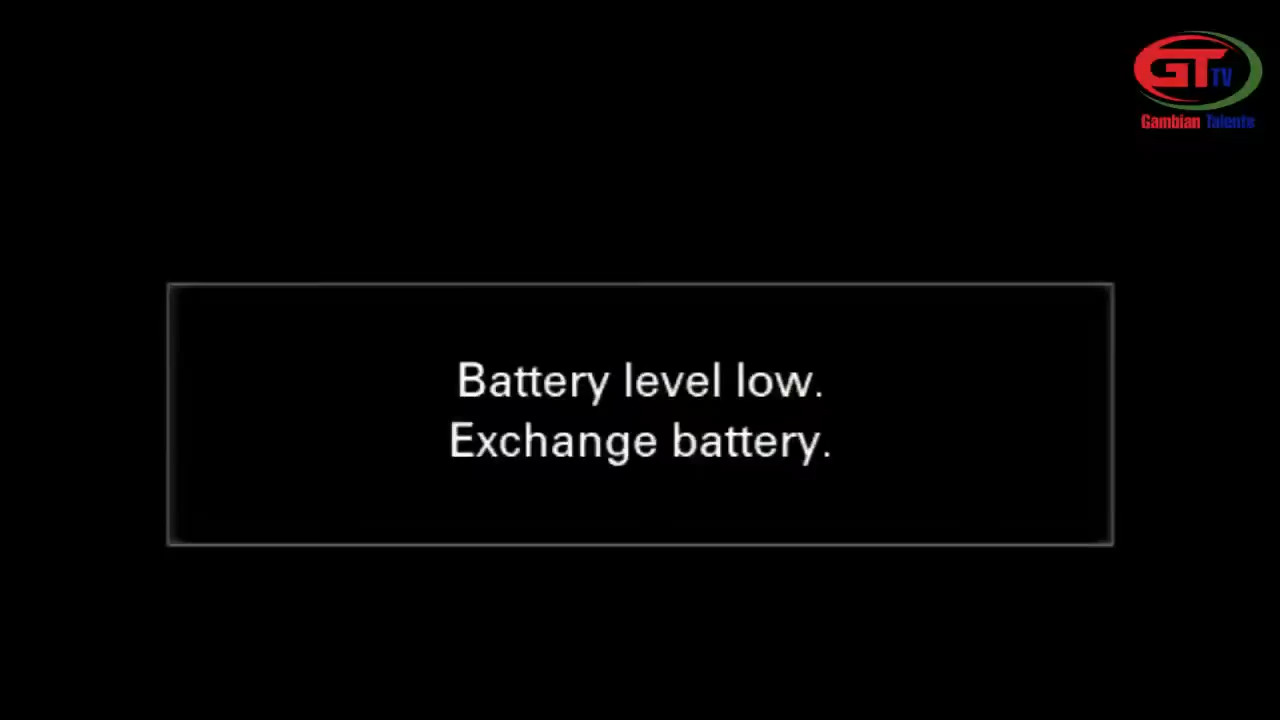 GT TV
Gambian Talents
Battery level low.
Exchange battery.